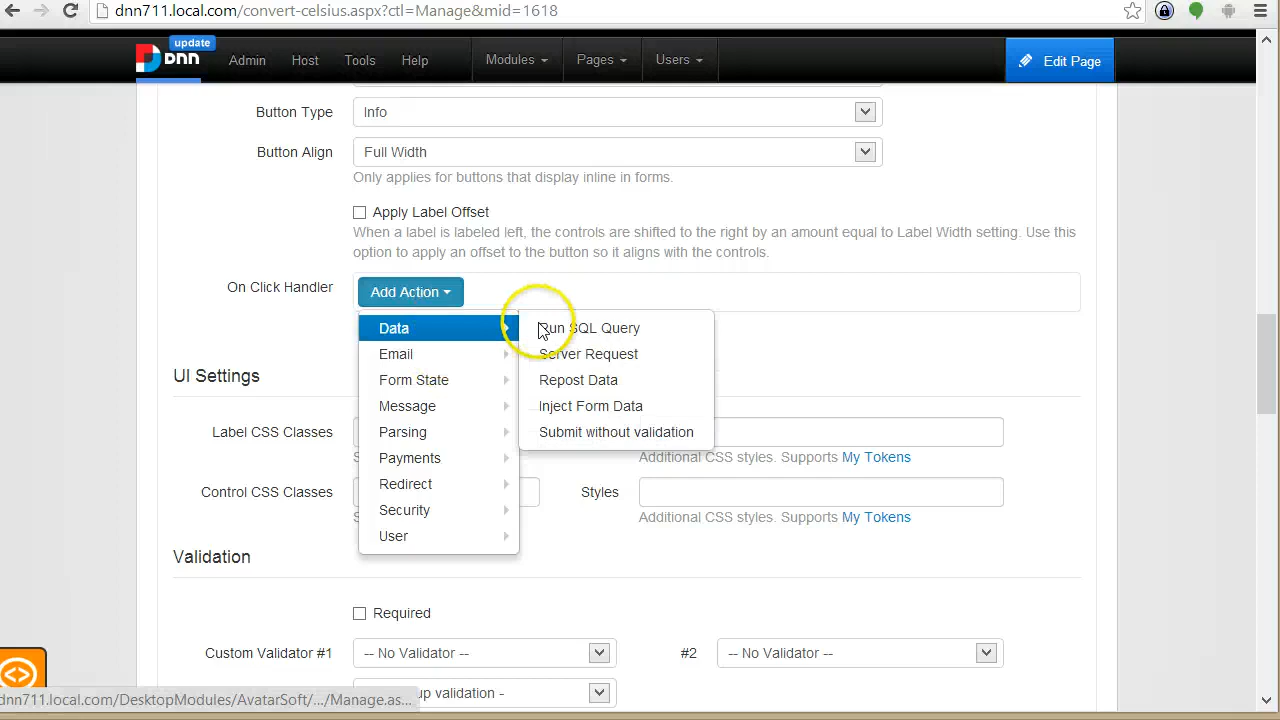 dnn711.local.com/convert-celsius.aspx?ctl=Manage&mid=1618
update
DNN Admin Host Tools Help Modules Pages Users Edit Page
Button Type Info
Button Align Full Width
Only applies for buttons that display inline in forms.
Apply Label Offset
When a label is labeled left, the controls are shifted to the right by an amount equal to Label Width setting. Use this
option to apply an offset to the button so it aligns with the controls.
On Click Handler Add Action
Data Run SQL Query
Email Server Request
Form State Repost Data
Message Inject Form Data
Parsing Submit without validation
Payments
Redirect
Security
User
UI Settings
Label CSS Classes
Additional CSS styles. Supports My Tokens
Control CSS Classes Styles
Additional CSS styles. Supports My Tokens
Validation
Required
Custom Validator #1 -- No Validator -- #2 -- No Validator --
validation -
dnn711.local.com/DesktopModules/AvatarSoft/.../Manage.as...